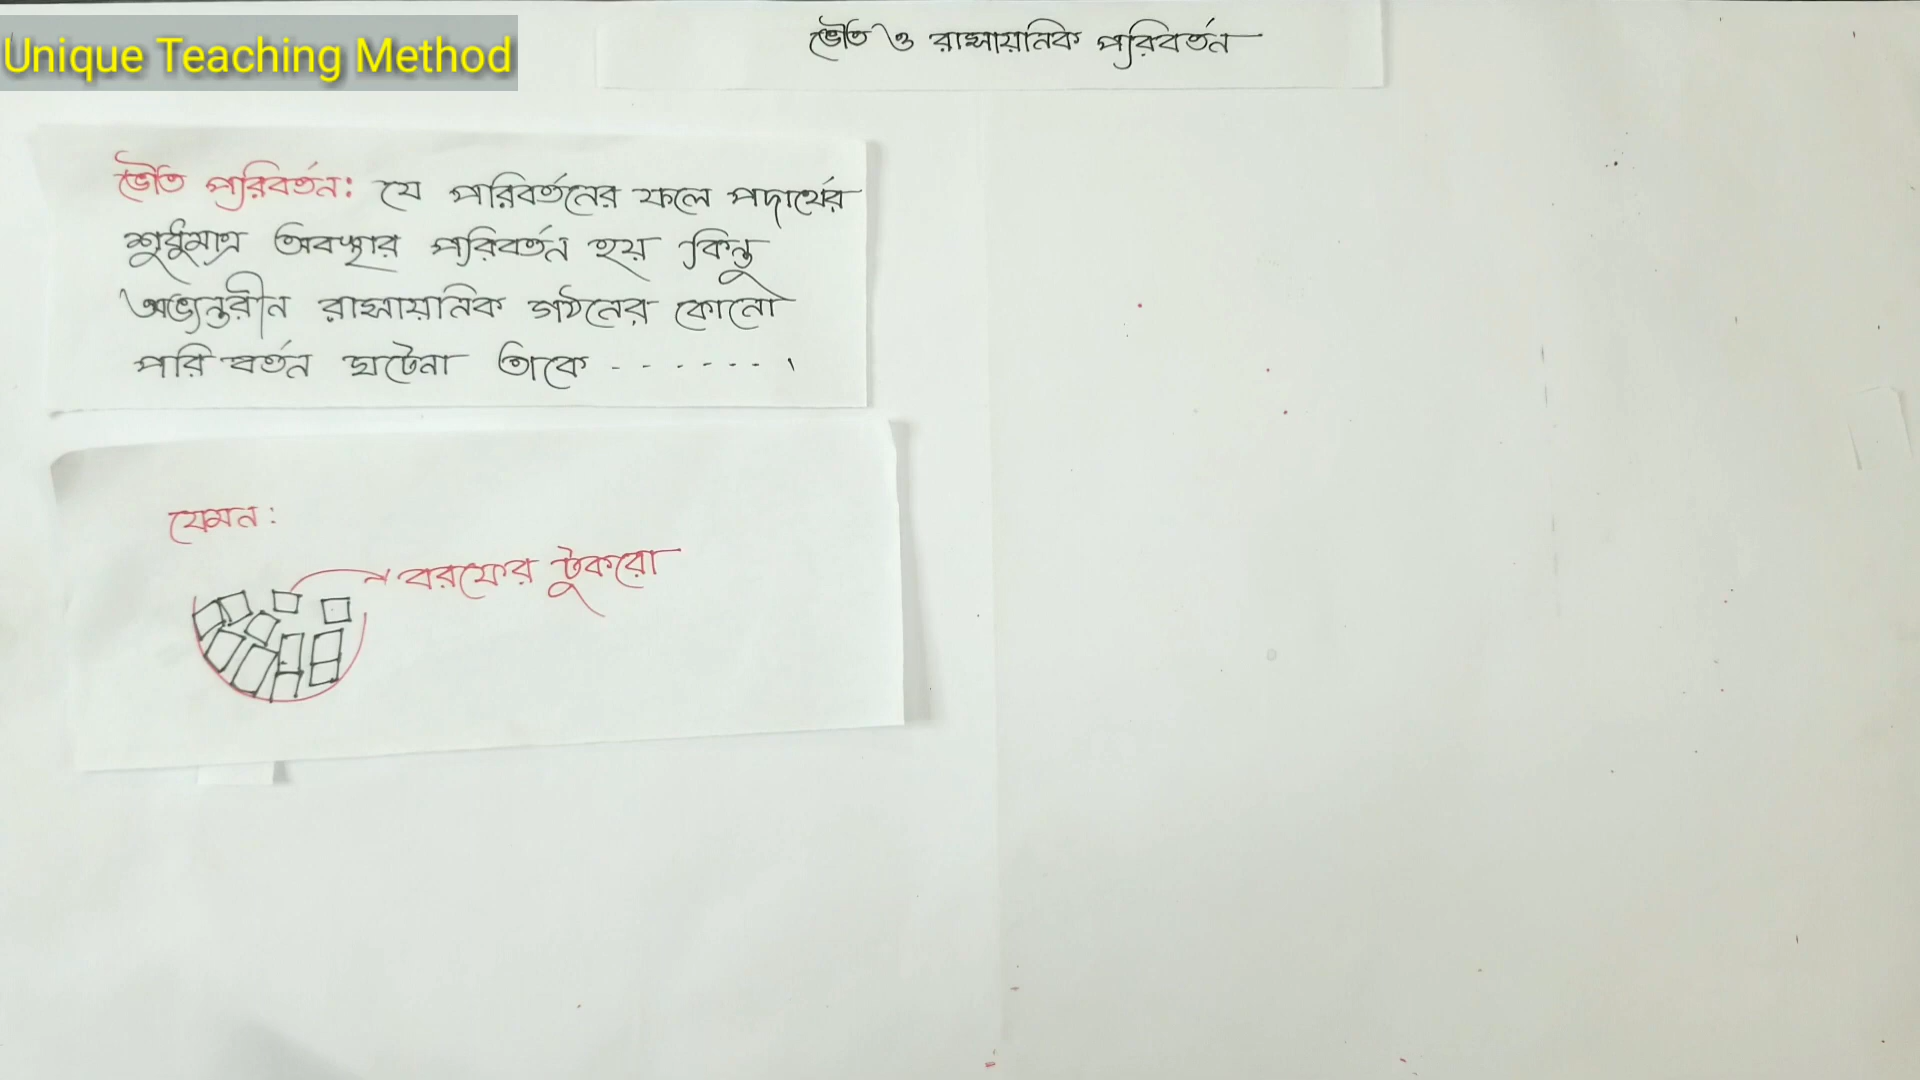 Unique Teaching Method
ভৌত ও রাসায়নিক পরিবর্তন
ভৌত পরিবর্তন: যে পরিবর্তনের ফলে পদার্থের
শুধুমাত্র অবস্থার পরিবর্তন হয় কিন্তু
অভ্যন্তরীন রাসায়নিক গঠনের কোনো
পরিবর্তন ঘটেনা তাকে - - - - - - ।
যেমন:
বরফের টুকরো